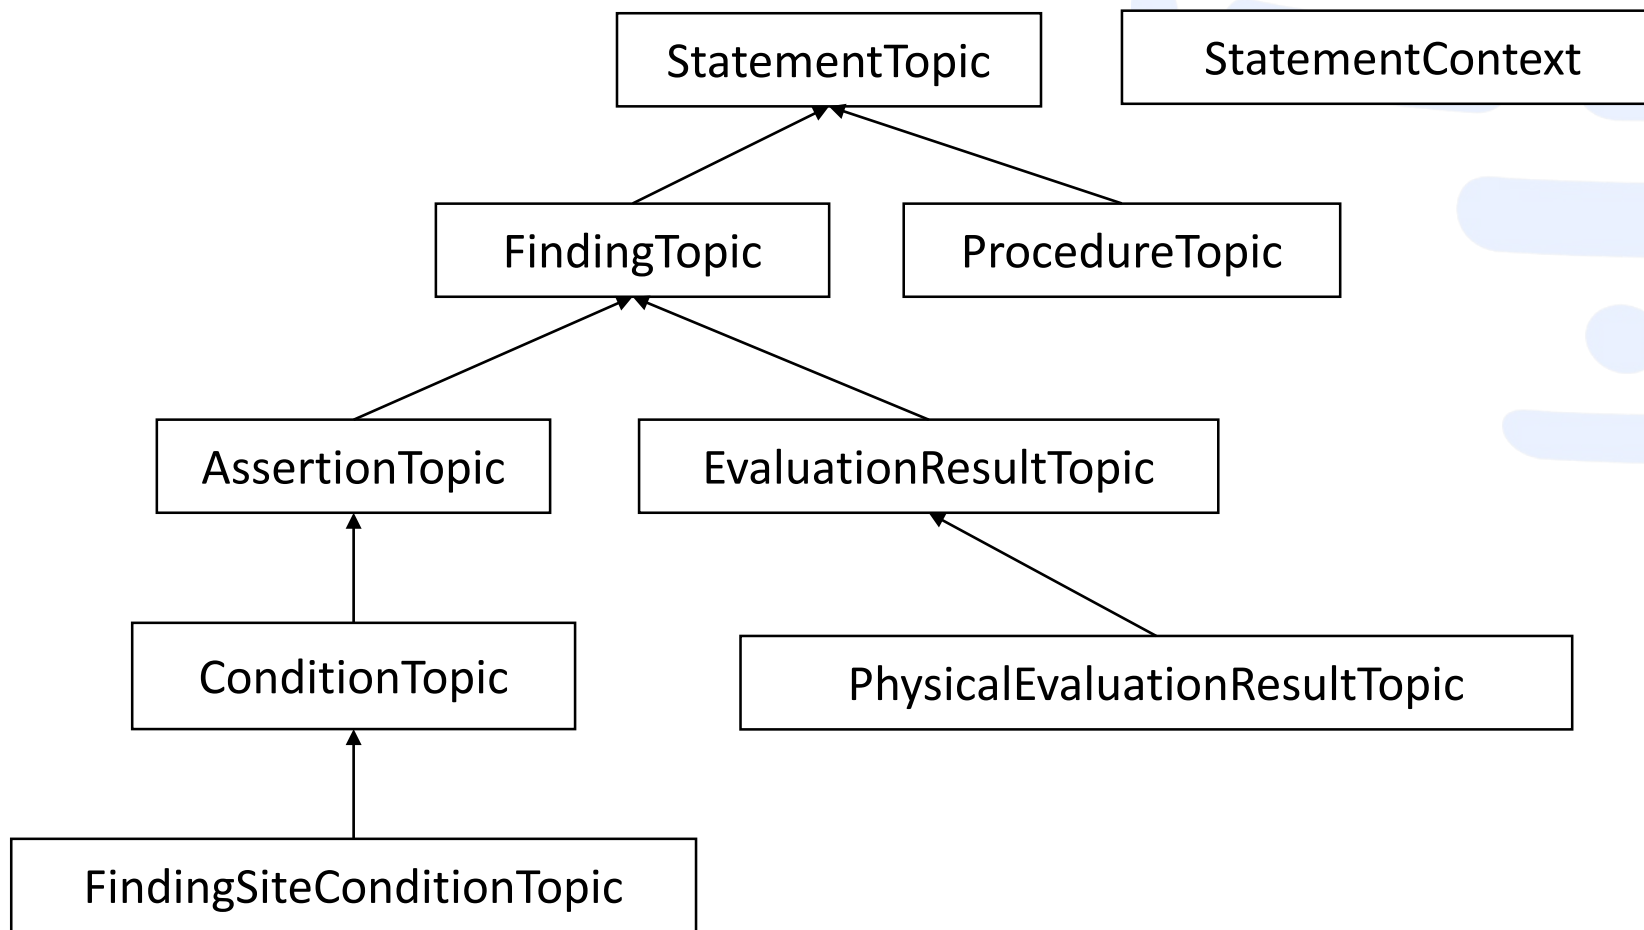 StatementTopic
StatementContext
FindingTopic
ProcedureTopic
AssertionTopic
EvaluationResultTopic
ConditionTopic
PhysicalEvaluationResultTopic
FindingSiteConditionTopic